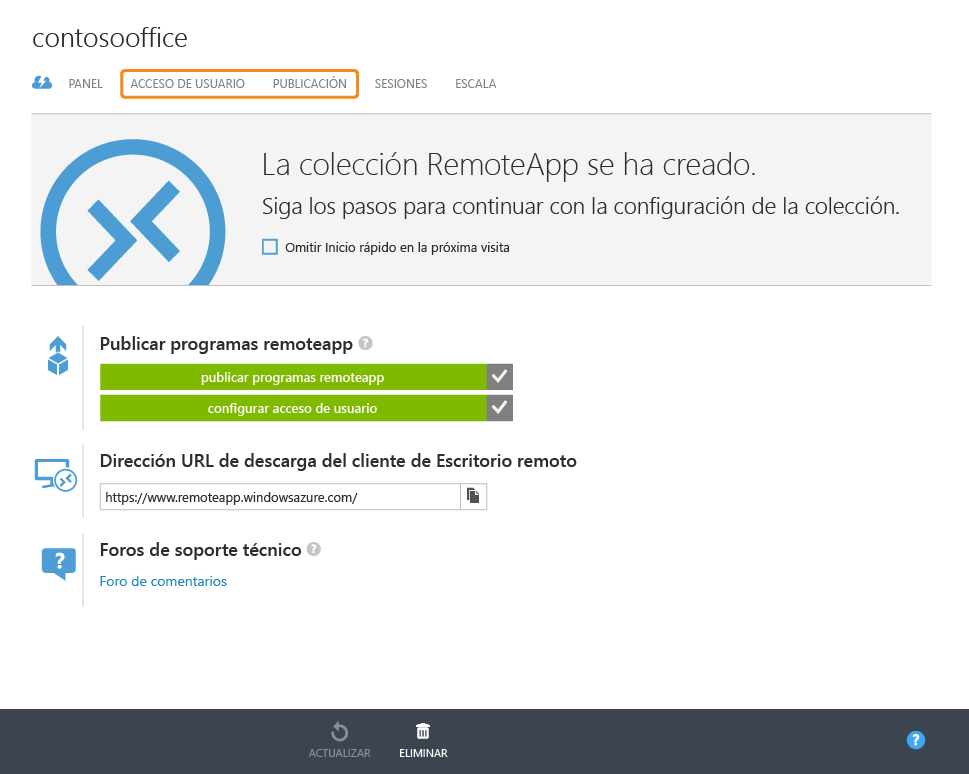 contosooffice
PANEL ACCESO DE USUARIO PUBLICACIÓN SESIONES ESCALA
La colección RemoteApp se ha creado.
Siga los pasos para continuar con la configuración de la colección.
Omitir Inicio rápido en la próxima visita
Publicar programas remoteapp ?
publicar programas remoteapp
configurar acceso de usuario
Dirección URL de descarga del cliente de Escritorio remoto
https://www.remoteapp.windowsazure.com/
? Foros de soporte técnico ?
Foro de comentarios
ACTUALIZAR ELIMINAR ?